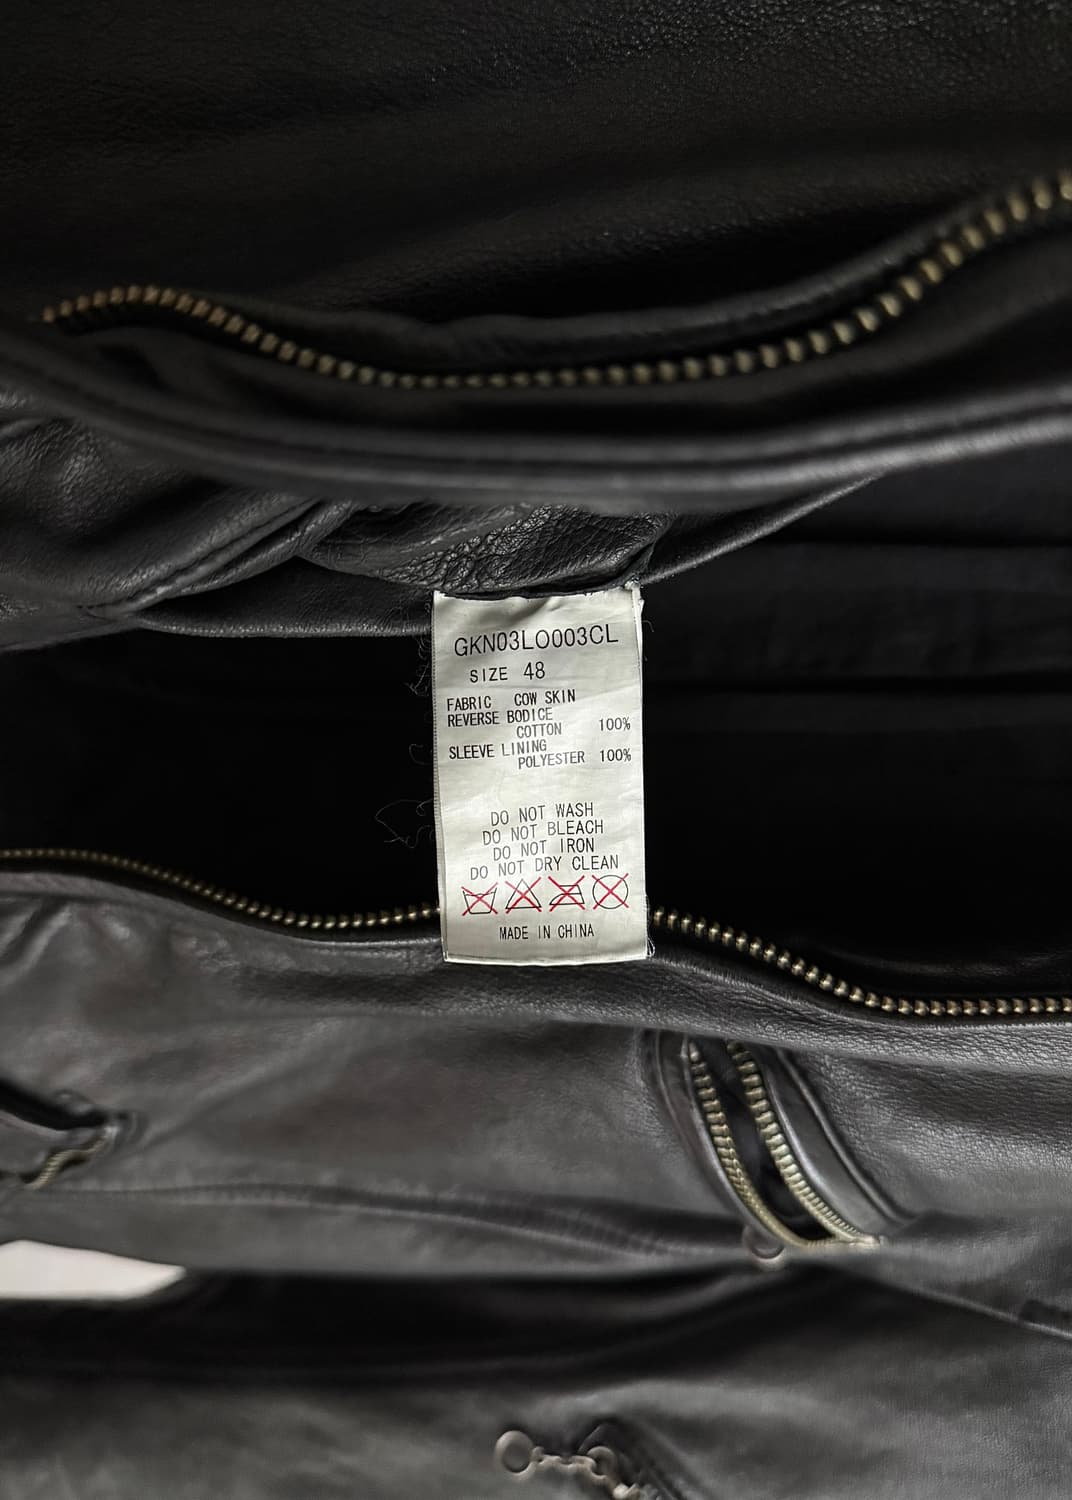 GKN03LO003CL
SIZE 48
FABRIC COW SKIN
REVERSE BODICE
COTTON 100%
SLEEVE LINING
POLYESTER 100%
DO NOT WASH
DO NOT BLEACH
DO NOT IRON
DO NOT DRY CLEAN
MADE IN CHINA